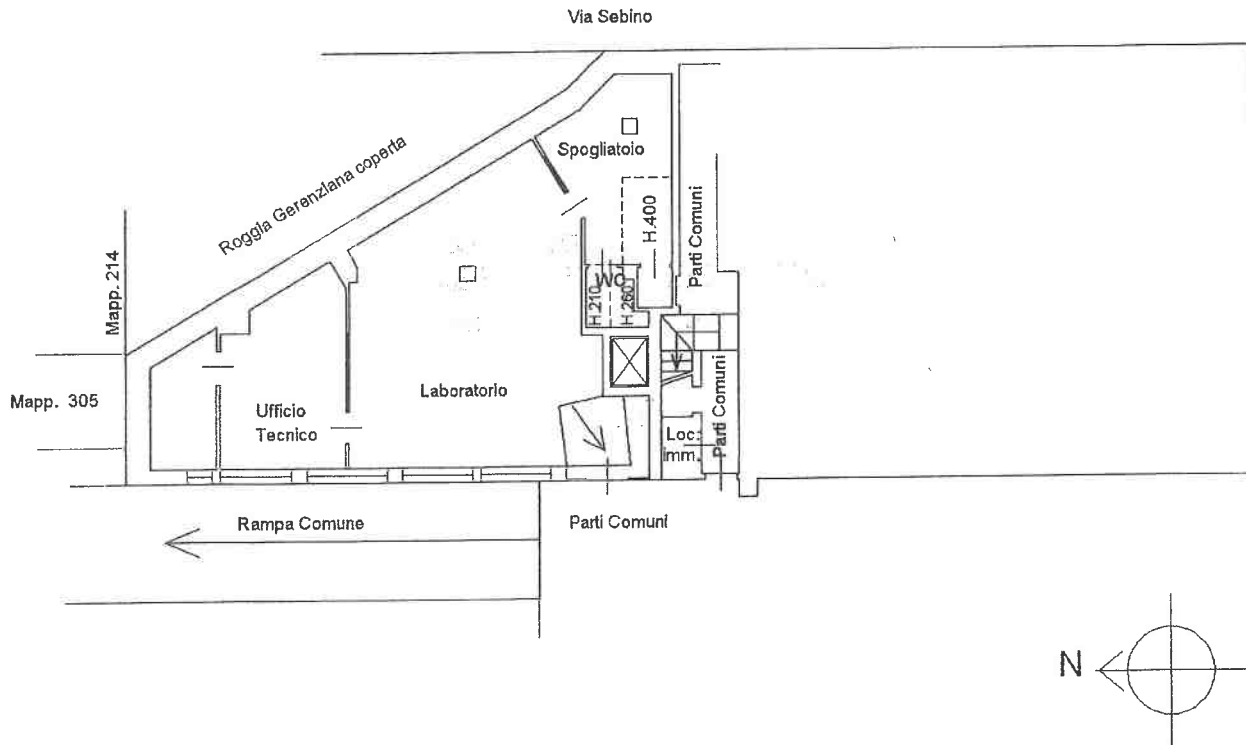 Via Sebino
Roggia Gerenziana coperta
Spogliatoio
H.400
Parti Comuni
Mapp. 214
WC
H.210
H.260
Mapp. 305
Laboratorio
Ufficio
Tecnico
Loc.
imm.
Parti Comuni
Rampa Comune
Parti Comuni
N